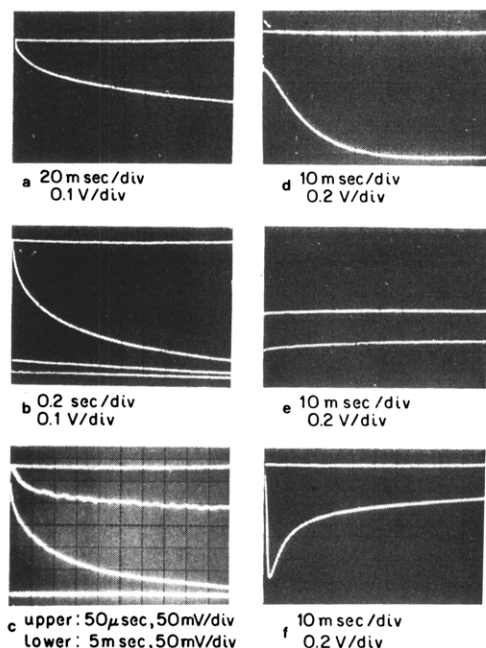 a 20 m sec/div
0.1 V/div
b 0.2 sec/div
0.1 V/div
c upper: 50μsec, 50mV/div
Lower: 5m sec, 50mV/div
d 10 m sec/div
0.2 V/div
e 10 m sec/div
0.2 V/div
f 10 m sec/div
0.2 V/div